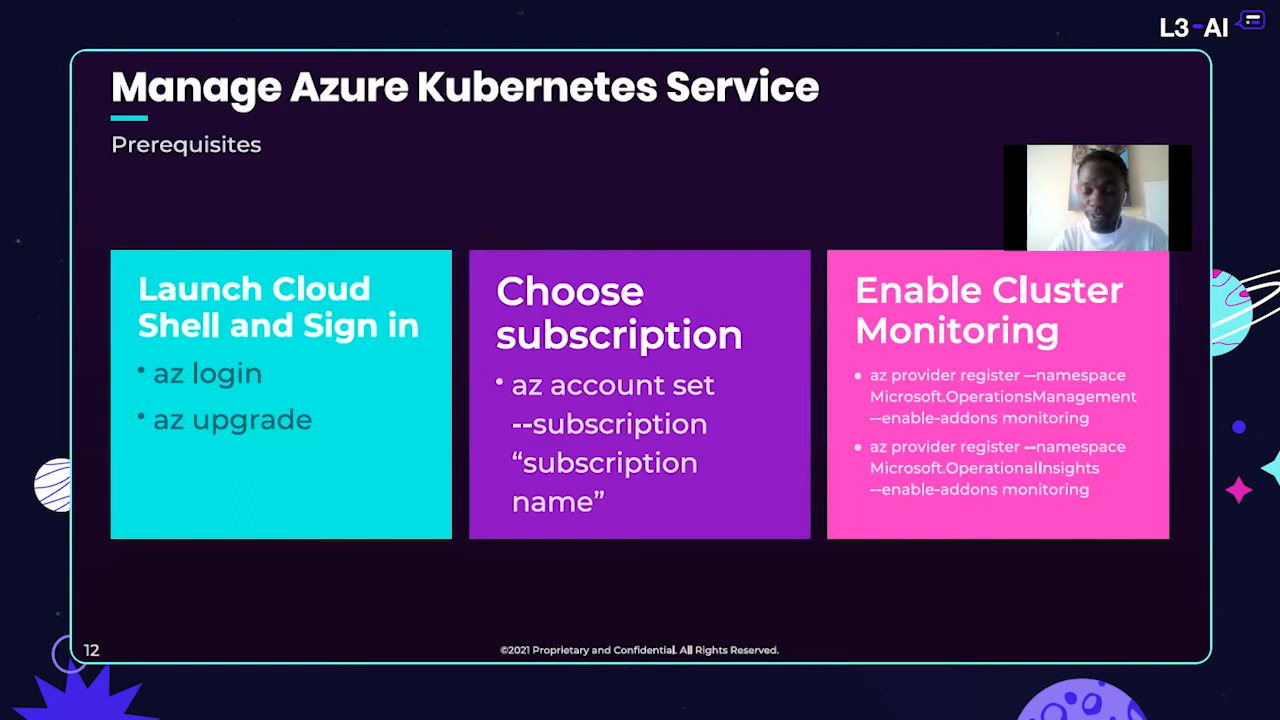 L3-AI
Manage Azure Kubernetes Service
Prerequisites
Launch Cloud
Shell and Sign in
• az login
• az upgrade
Choose
subscription
• az account set
--subscription
“subscription
name”
Enable Cluster
Monitoring
• az provider register --namespace
Microsoft.OperationsManagement
--enable-addons monitoring
• az provider register --namespace
Microsoft.OperationalInsights
--enable-addons monitoring
12
©2021 Proprietary and Confidential. All Rights Reserved.